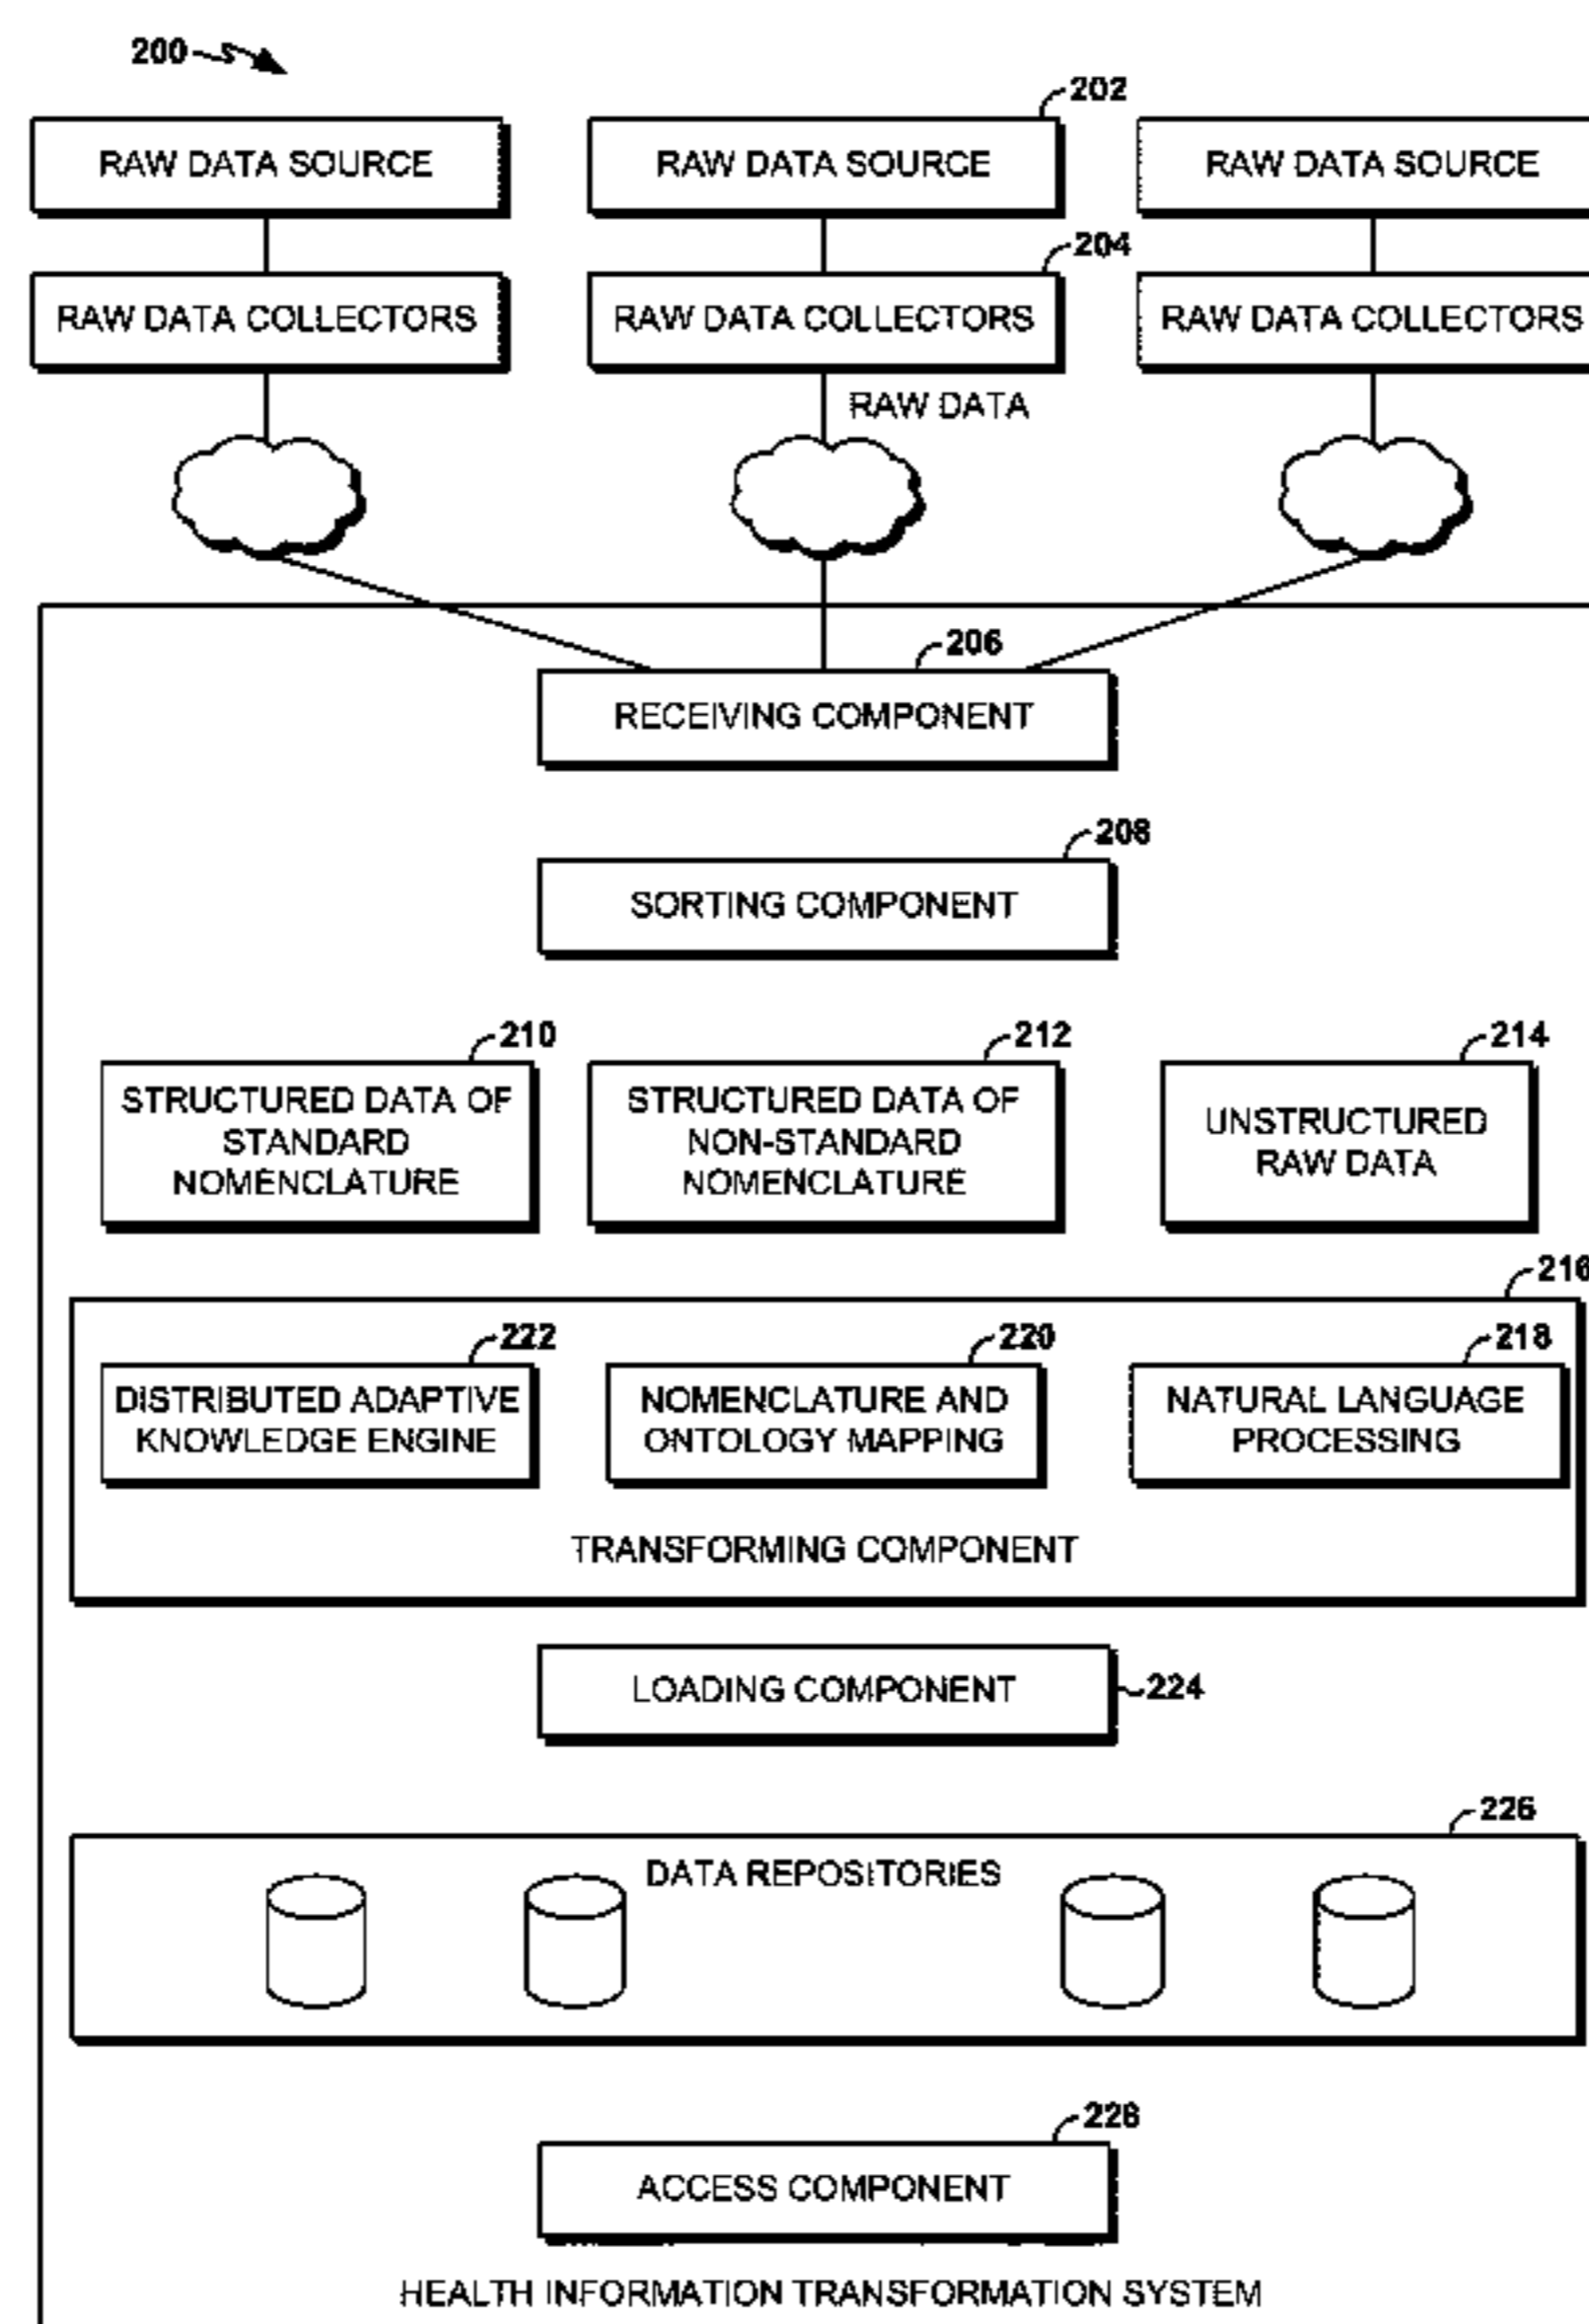 200
202
RAW DATA SOURCE
RAW DATA SOURCE
RAW DATA SOURCE
204
RAW DATA COLLECTORS
RAW DATA COLLECTORS
RAW DATA COLLECTORS
RAW DATA
206
RECEIVING COMPONENT
208
SORTING COMPONENT
210
STRUCTURED DATA OF
STANDARD
NOMENCLATURE
212
STRUCTURED DATA OF
NON-STANDARD
NOMENCLATURE
214
UNSTRUCTURED
RAW DATA
216
222
DISTRIBUTED ADAPTIVE
KNOWLEDGE ENGINE
220
NOMENCLATURE AND
ONTOLOGY MAPPING
218
NATURAL LANGUAGE
PROCESSING
TRANSFORMING COMPONENT
LOADING COMPONENT
224
226
DATA REPOSITORIES
228
ACCESS COMPONENT
HEALTH INFORMATION TRANSFORMATION SYSTEM